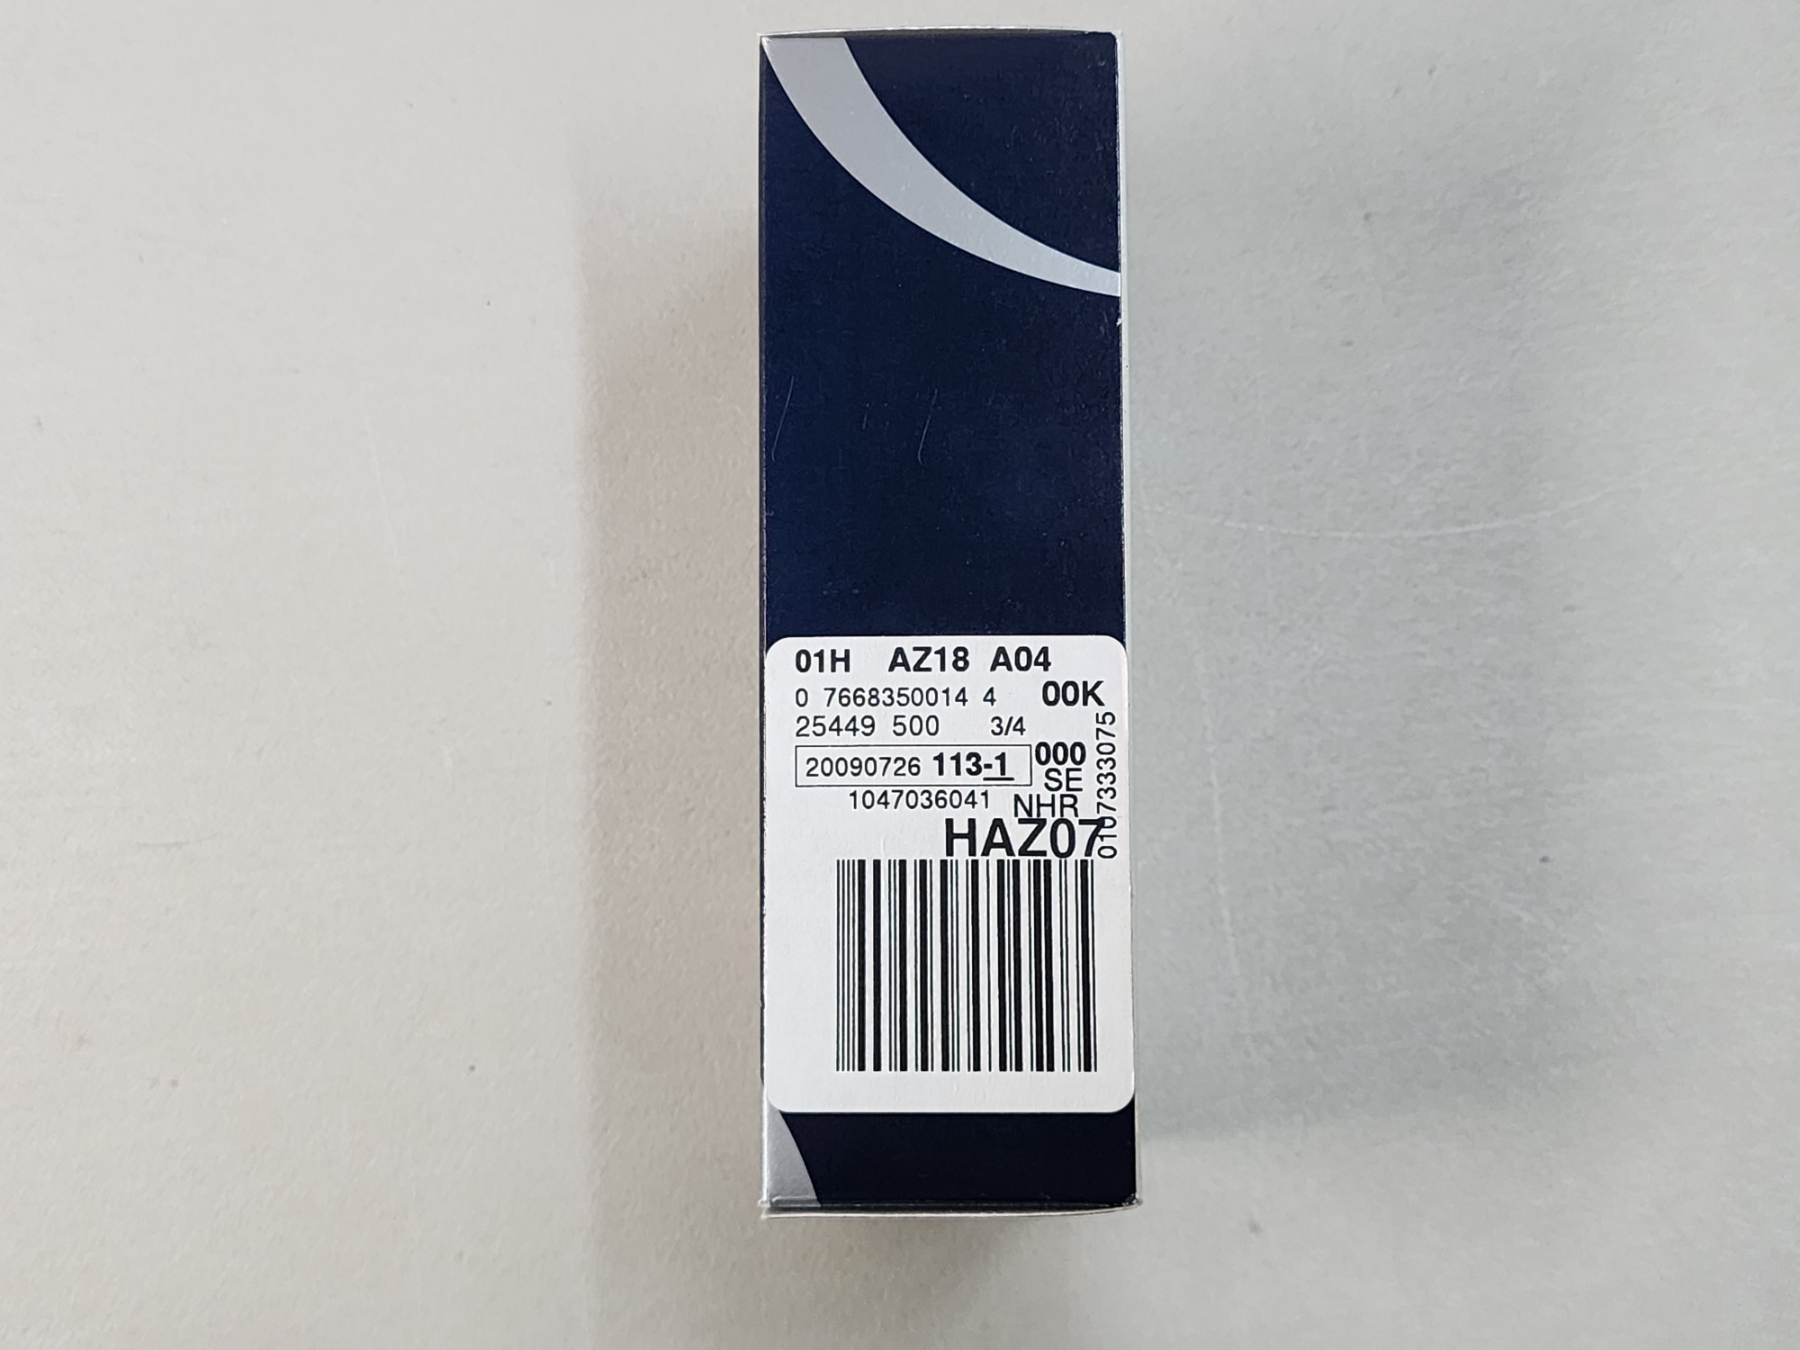 01H AZ18 A04
0 7668350014 4 00K
25449 500 3/4
20090726 113-1 000
SE
1047036041 NHR
HAZ07
0107333075